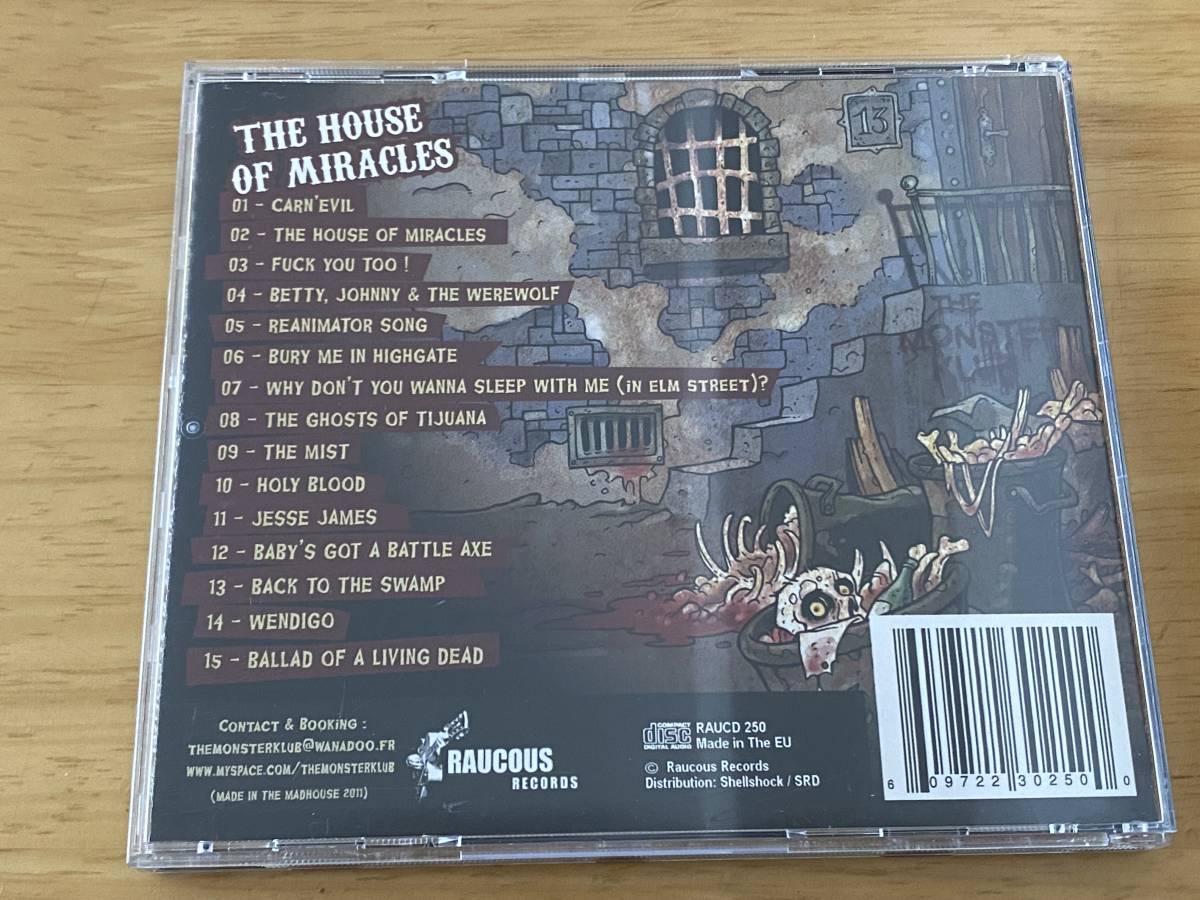 THE HOUSE
OF MIRACLES
01 - CARN'EVIL
02 - THE HOUSE OF MIRACLES
03 - FUCK YOU TOO !
04 - BETTY, JOHNNY & THE WEREWOLF
05 - REANIMATOR SONG
06 - BURY ME IN HIGHGATE
07 - WHY DON'T YOU WANNA SLEEP WITH ME (IN ELM STREET)?
08 - THE GHOSTS OF TIJUANA
09 - THE MIST
10 - HOLY BLOOD
11 - JESSE JAMES
12 - BABY'S GOT A BATTLE AXE
13 - BACK TO THE SWAMP
14 - WENDIGO
15 - BALLAD OF A LIVING DEAD
13
THE
MONSTER
CONTACT & BOOKING :
THEMONSTERKLUB@WANADOO.FR
WWW.MYSPACE.COM/THEMONSTERKLUB
(MADE IN THE MADHOUSE 2011)
RAUCOUS
RECORDS
COMPACT
disc
DIGITAL AUDIO
RAUCD 250
Made in The EU
© Raucous Records
Distribution: Shellshock / SRD
6 09722 30250 0